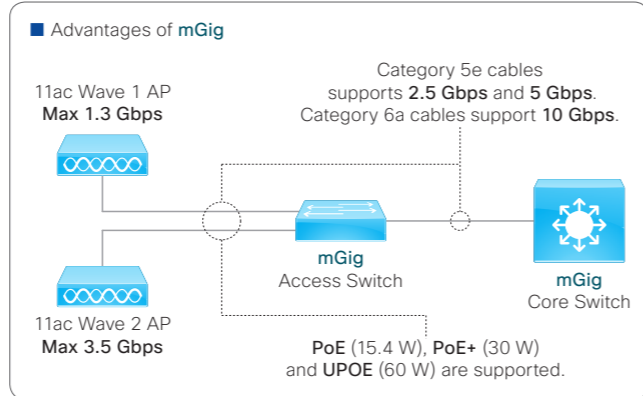 ■ Advantages of mGig
Category 5e cables
supports 2.5 Gbps and 5 Gbps.
Category 6a cables support 10 Gbps.
11ac Wave 1 AP
Max 1.3 Gbps
mGig
Access Switch
mGig
Core Switch
11ac Wave 2 AP
Max 3.5 Gbps
PoE (15.4 W), PoE+ (30 W)
and UPOE (60 W) are supported.